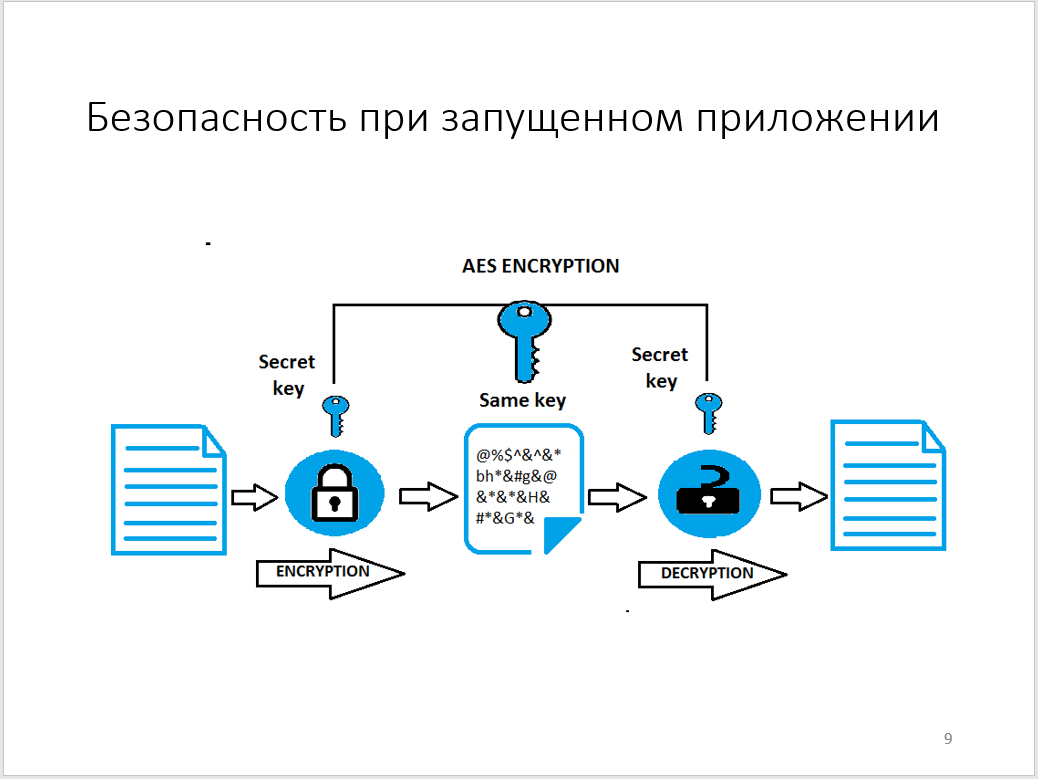 Безопасность при запущенном приложении
AES ENCRYPTION
Secret
key
Secret
key
Same key
@%$^&^&*
bh*&#g&@
&*&*&H&
#*&G*&
ENCRYPTION
DECRYPTION
9